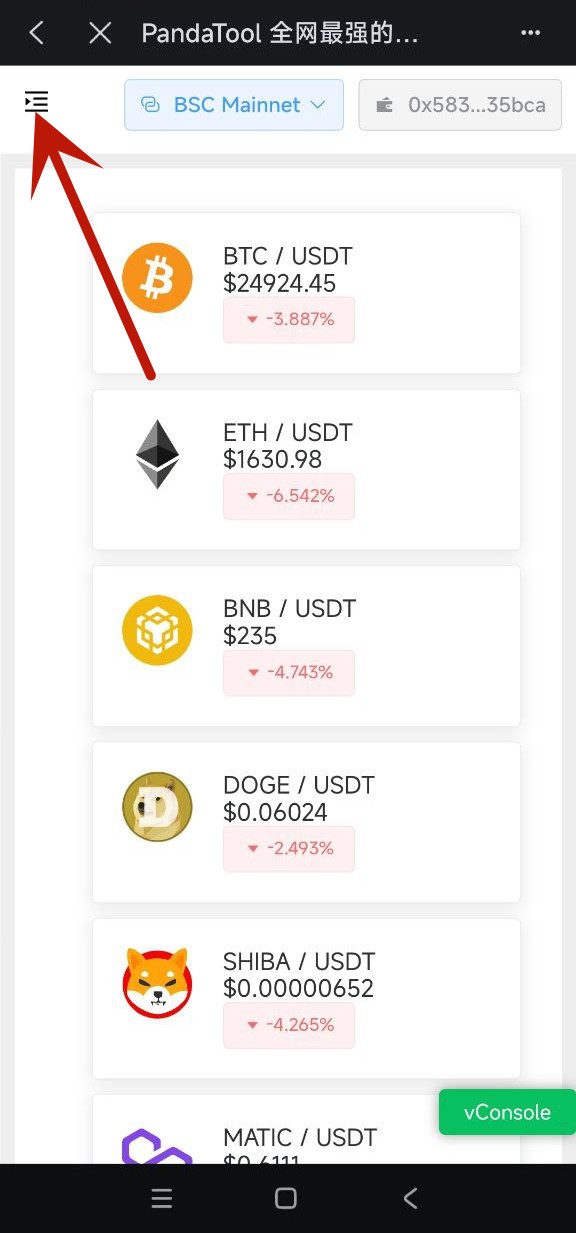 PandaTool 全网最强的...
BSC Mainnet
0x583...35bca
BTC / USDT
$24924.45
-3.887%
ETH / USDT
$1630.98
-6.542%
BNB / USDT
$235
-4.743%
DOGE / USDT
$0.06024
-2.493%
SHIBA / USDT
$0.00000652
-4.265%
vConsole
MATIC / USDT
$0.6111